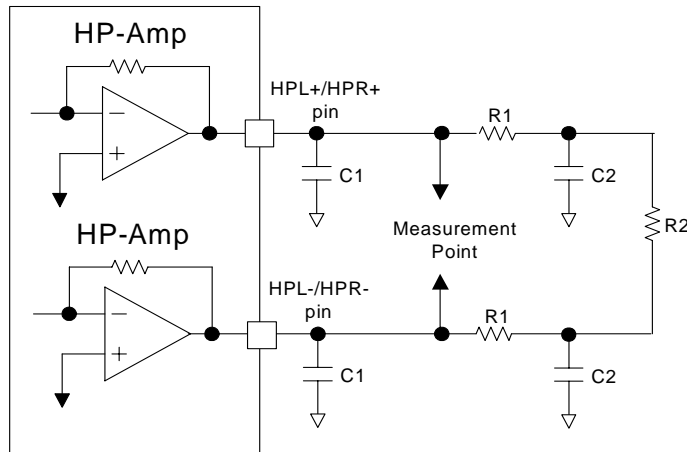 HP-Amp
−
+
HPL+/HPR+
pin
R1
C1
C2
R2
Measurement
Point
HP-Amp
−
+
HPL-/HPR-
pin
R1
C1
C2